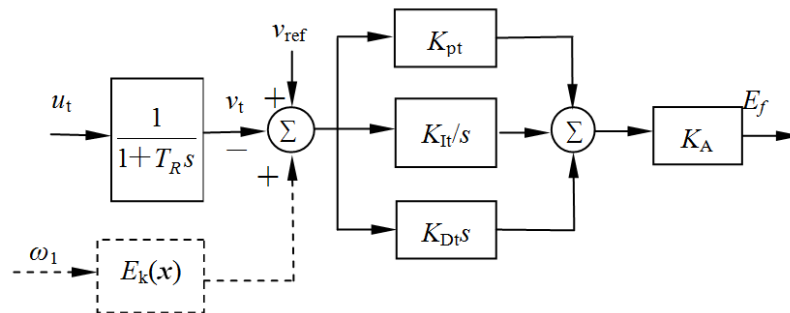 v_ref
K_pt
u_t
1
1+T_R s
v_t
+
−
+
Σ
K_It/s
Σ
K_A
E_f
K_Dt s
ω_1
E_k(x)